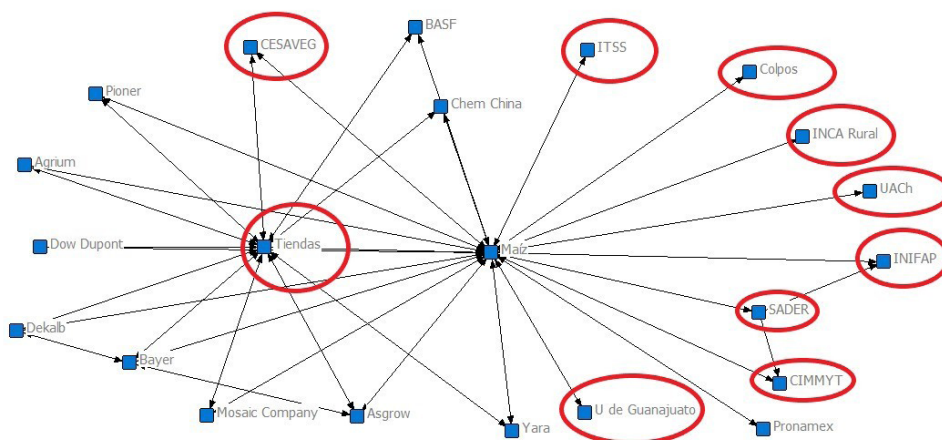 BASF
CESAVEG
ITSS
Colpos
Pioner
Chem China
INCA Rural
Agrium
UACh
Dow Dupont
Tiendas
Maíz
INIFAP
SADER
Dekalb
Bayer
CIMMYT
Mosaic Company
Asgrow
U de Guanajuato
Yara
Pronamex